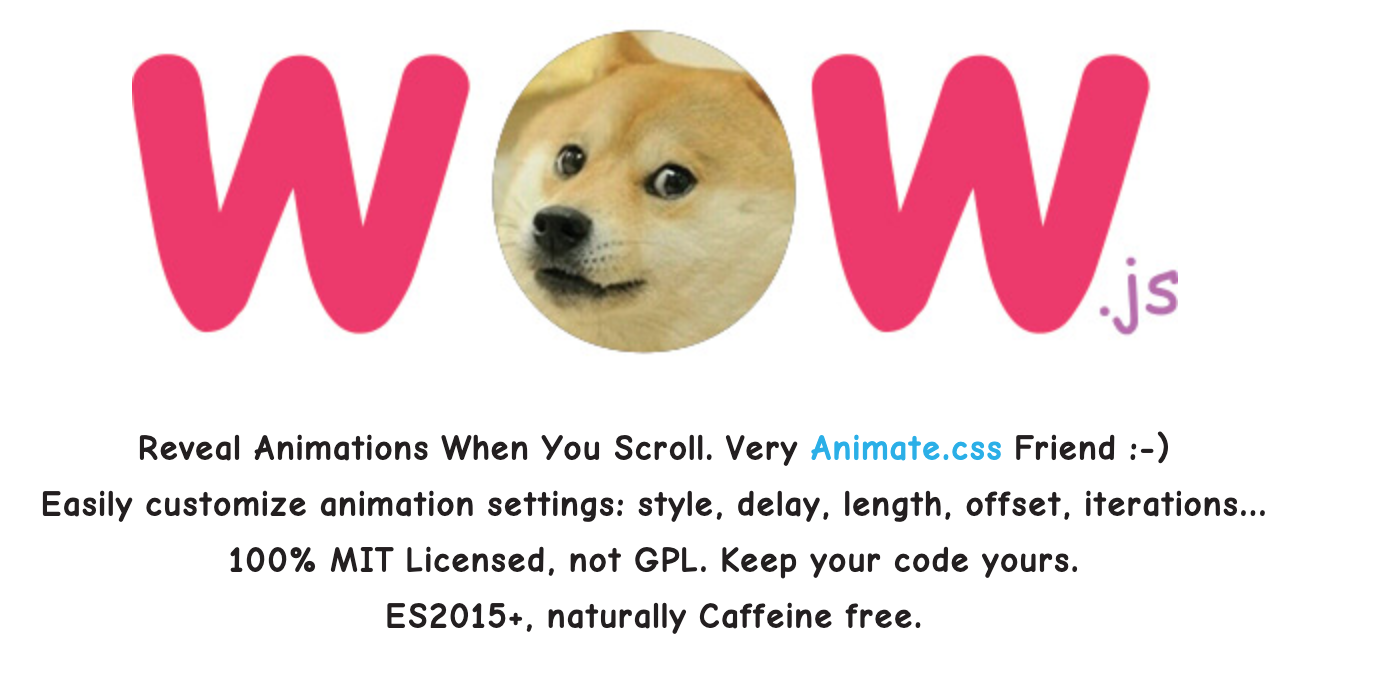 WOW.js
Reveal Animations When You Scroll. Very Animate.css Friend :-)
Easily customize animation settings: style, delay, length, offset, iterations...
100% MIT Licensed, not GPL. Keep your code yours.
ES2015+, naturally Caffeine free.